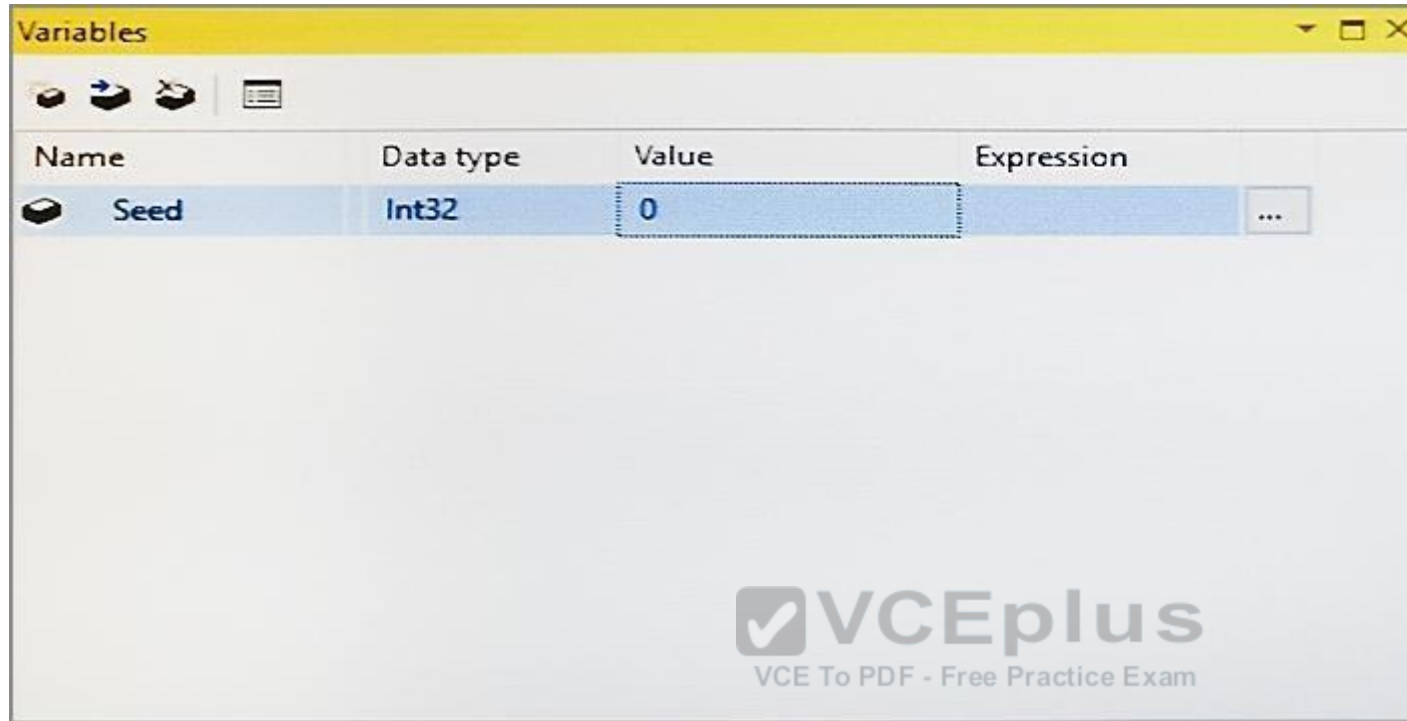 Variables
Name Data type Value Expression
Seed Int32 0 ...
VCEplus
VCE To PDF - Free Practice Exam